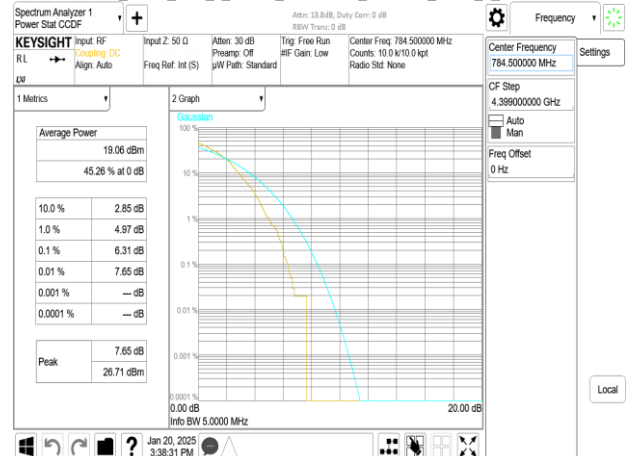 Spectrum Analyzer 1
Power Stat CCDF
Attn: 13.8dB, Duty Corr: 0 dB
RBW Trans: 0 dB
Frequency
KEYSIGHT
RL
LXI
Input: RF
Coupling: DC
Align: Auto
Input Z: 50 Ω
Freq Ref: Int (S)
Atten: 30 dB
Preamp: Off
µW Path: Standard
Trig: Free Run
#IF Gain: Low
Center Freq: 784.500000 MHz
Counts: 10.0 k/10.0 kpt
Radio Std: None
Center Frequency
784.500000 MHz
Settings
CF Step
4.399000000 GHz
Auto
Man
Freq Offset
0 Hz
Local
1 Metrics
Average Power
19.06 dBm
45.26 % at 0 dB
10.0 % 2.85 dB
1.0 % 4.97 dB
0.1 % 6.31 dB
0.01 % 7.65 dB
0.001 % --- dB
0.0001 % --- dB
Peak
7.65 dB
26.71 dBm
2 Graph
Gaussian
100 %
10 %
1 %
0.1 %
0.01 %
0.001 %
0.0001 %
0.00 dB 20.00 dB
Info BW 5.0000 MHz
Jan 20, 2025
3:38:31 PM